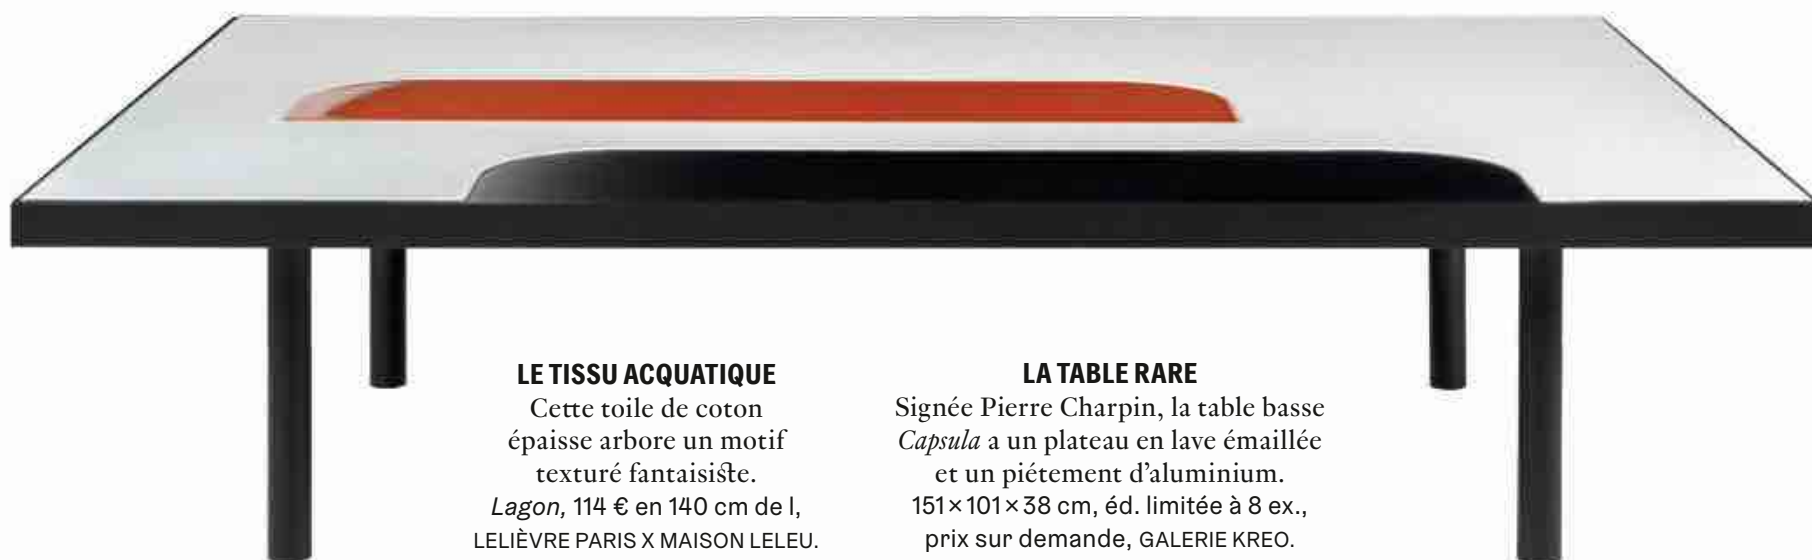 LE TISSU ACQUATIQUE
Cette toile de coton
épaisse arbore un motif
texturé fantaisiste.
Lagon, 114 € en 140 cm de l,
LELIÈVRE PARIS X MAISON LELEU.
LA TABLE RARE
Signée Pierre Charpin, la table basse
Capsula a un plateau en lave émaillée
et un piétement d'aluminium.
151×101×38 cm, éd. limitée à 8 ex.,
prix sur demande, GALERIE KREO.